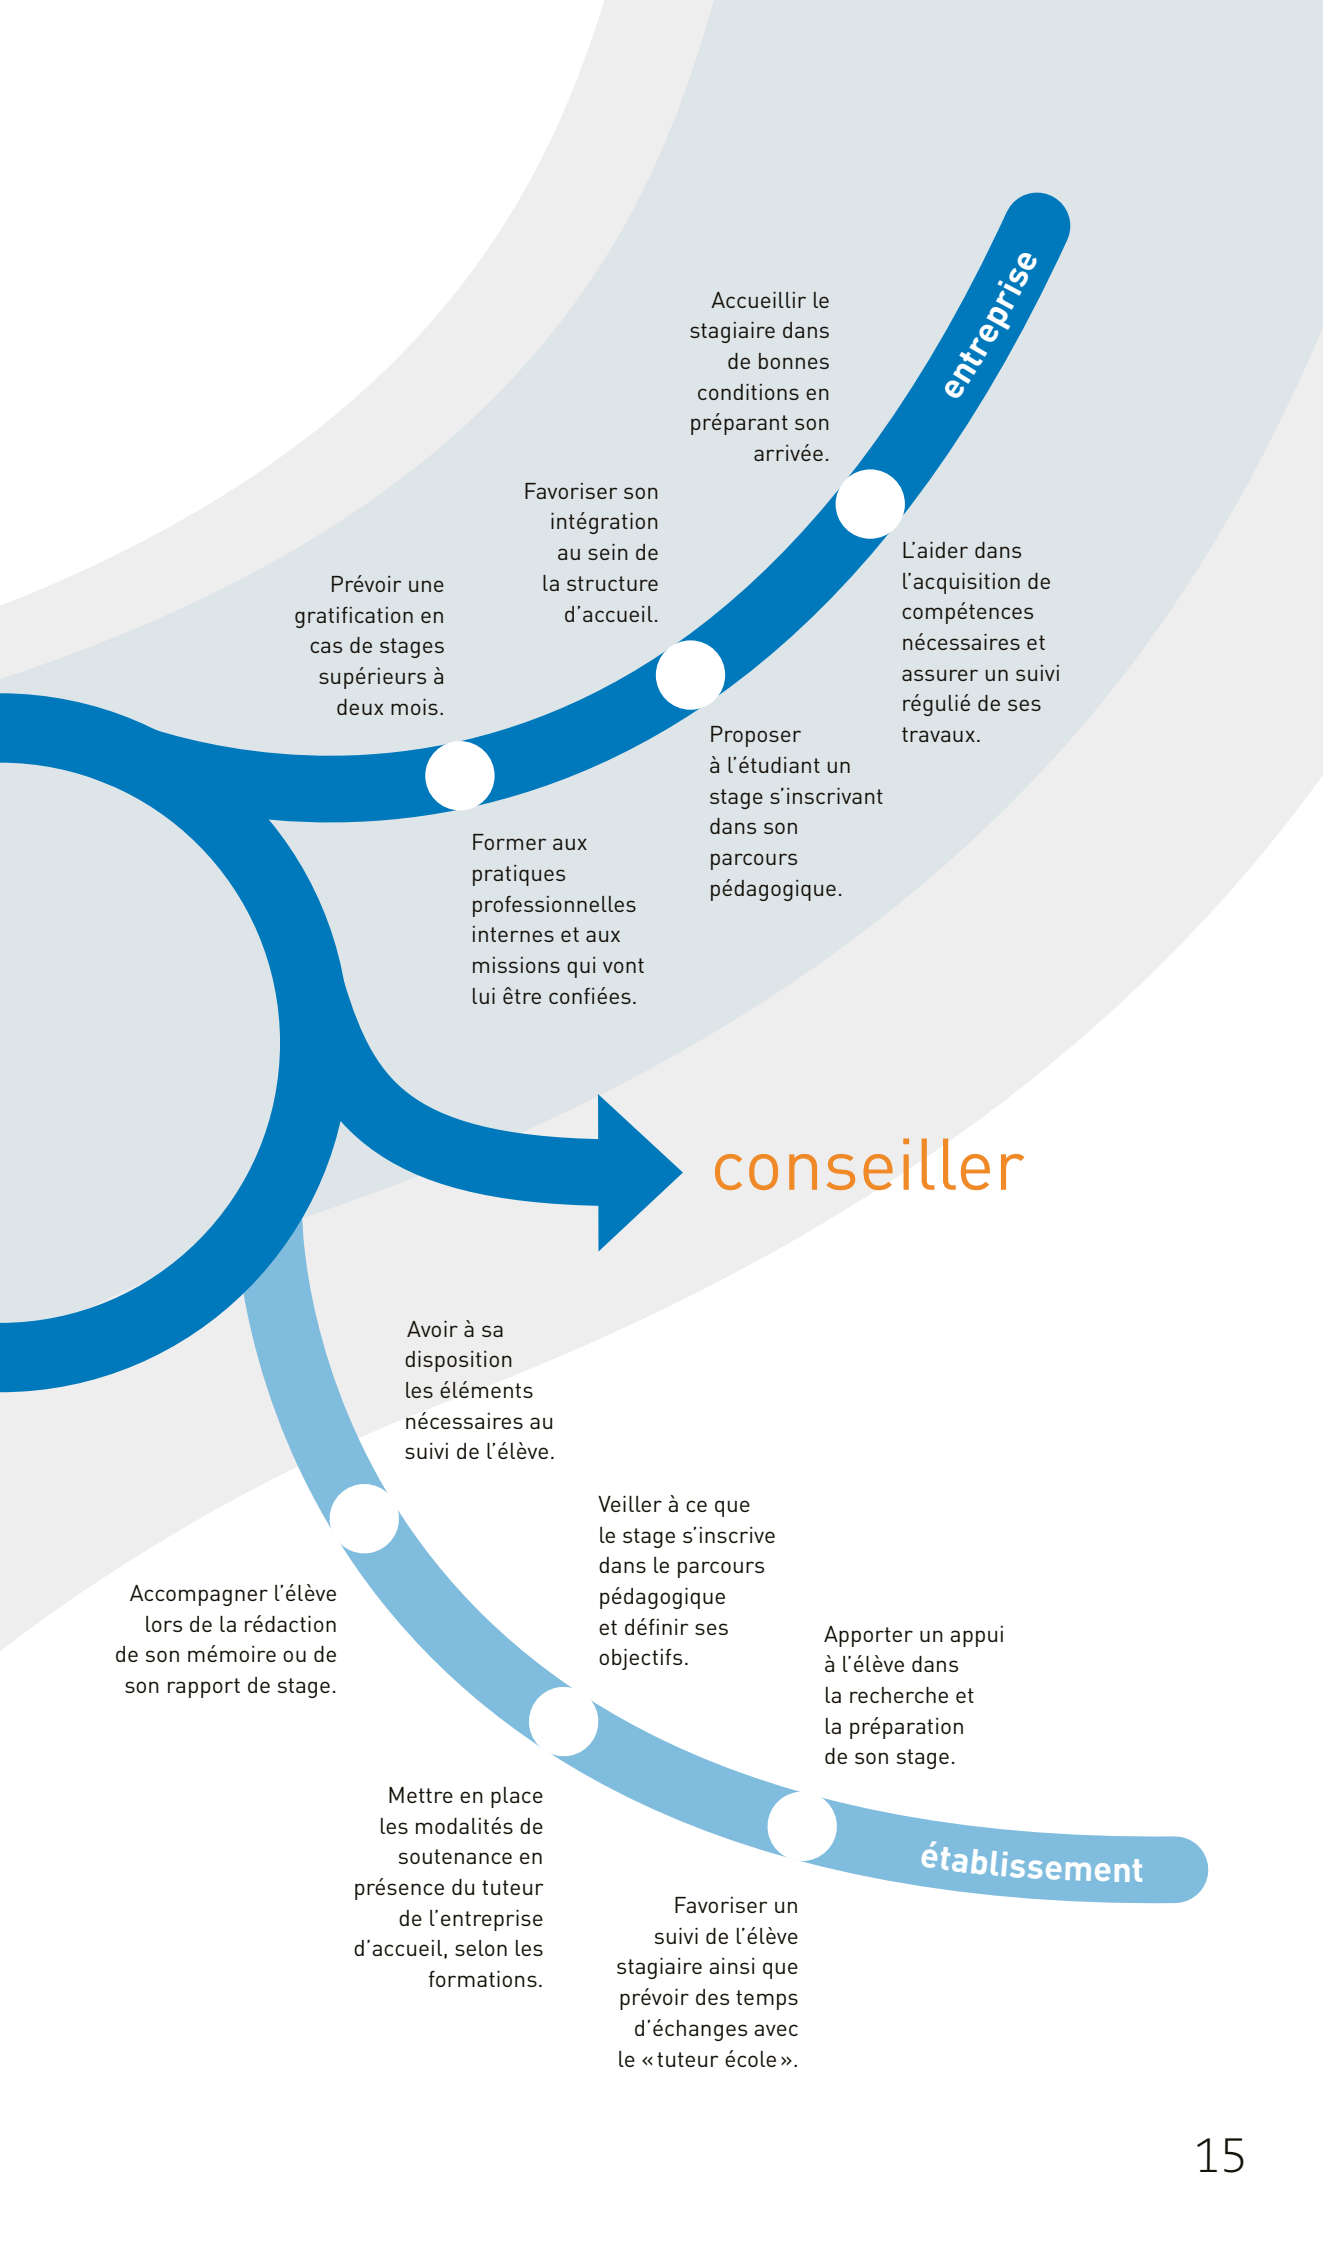 entreprise
Accueillir le
stagiaire dans
de bonnes
conditions en
préparant son
arrivée.
Favoriser son
intégration
au sein de
la structure
d’accueil.
Prévoir une
gratification en
cas de stages
supérieurs à
deux mois.
L’aider dans
l’acquisition de
compétences
nécessaires et
assurer un suivi
régulié de ses
travaux.
Proposer
à l’étudiant un
stage s’inscrivant
dans son
parcours
pédagogique.
Former aux
pratiques
professionnelles
internes et aux
missions qui vont
lui être confiées.
conseiller
Avoir à sa
disposition
les éléments
nécessaires au
suivi de l’élève.
Veiller à ce que
le stage s’inscrive
dans le parcours
pédagogique
et définir ses
objectifs.
Accompagner l’élève
lors de la rédaction
de son mémoire ou de
son rapport de stage.
Apporter un appui
à l’élève dans
la recherche et
la préparation
de son stage.
Mettre en place
les modalités de
soutenance en
présence du tuteur
de l’entreprise
d’accueil, selon les
formations.
établissement
Favoriser un
suivi de l’élève
stagiaire ainsi que
prévoir des temps
d’échanges avec
le « tuteur école ».
15